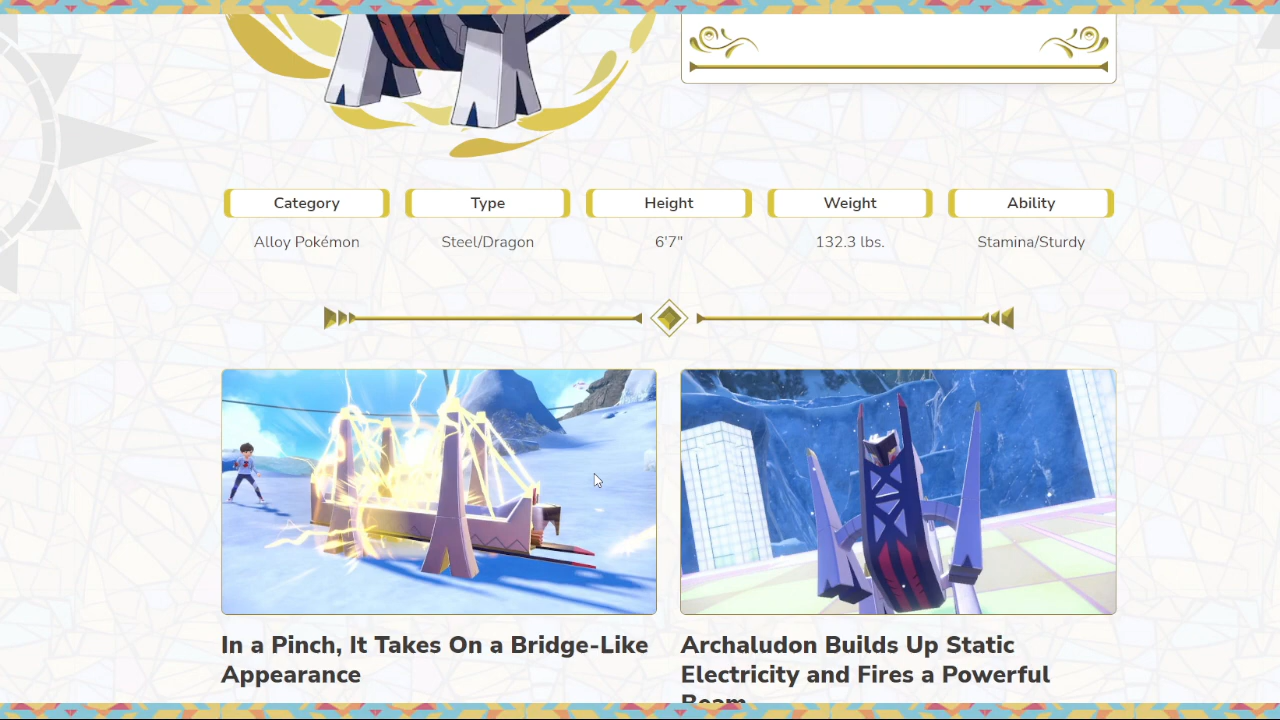 Category
Type
Height
Weight
Ability
Alloy Pokémon
Steel/Dragon
6'7"
132.3 lbs.
Stamina/Sturdy
In a Pinch, It Takes On a Bridge-Like
Appearance
Archaludon Builds Up Static
Electricity and Fires a Powerful
Beam